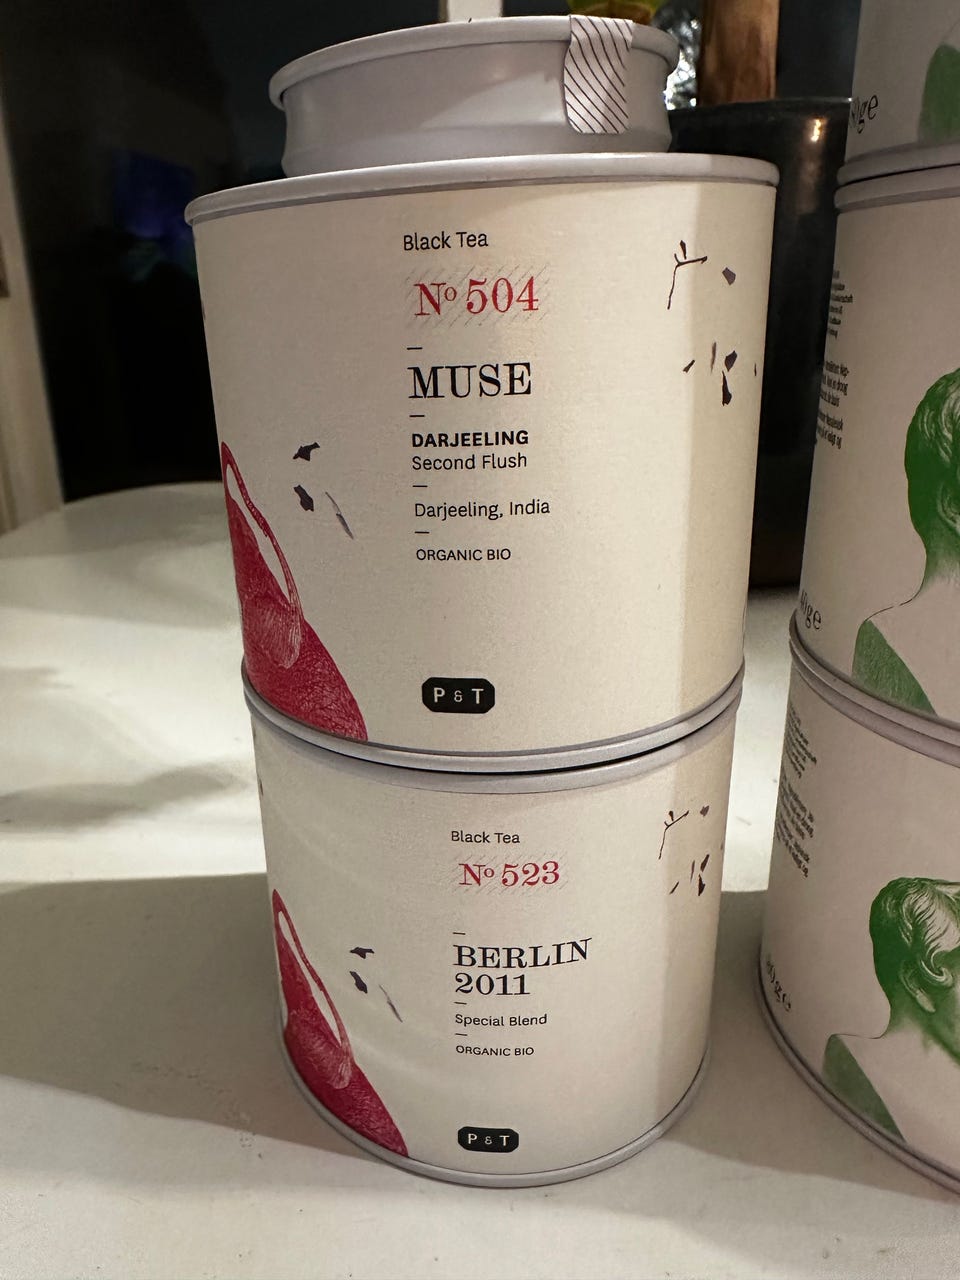 Black Tea
No 504
MUSE
DARJEELING
Second Flush
Darjeeling, India
ORGANIC BIO
P & T
Black Tea
No 523
BERLIN
2011
Special Blend
ORGANIC BIO
P & T